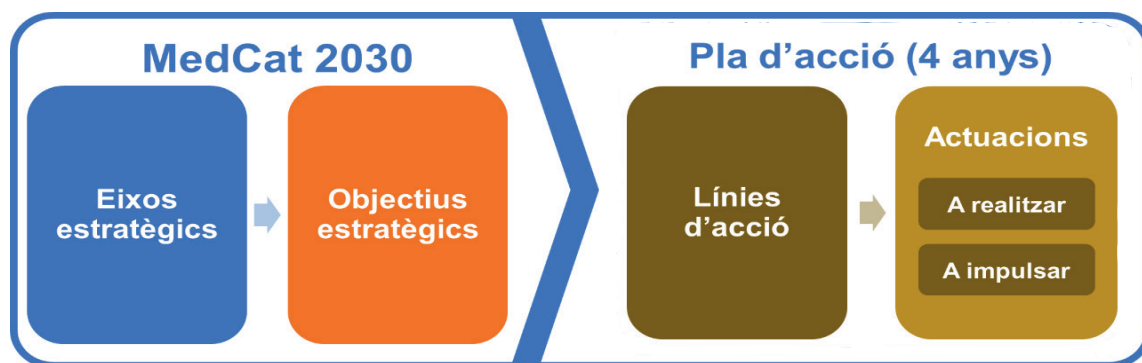 MedCat 2030
Eixos
estratègics
Objectius
estratègics
Pla d’acció (4 anys)
Línies
d’acció
Actuacions
A realitzar
A impulsar